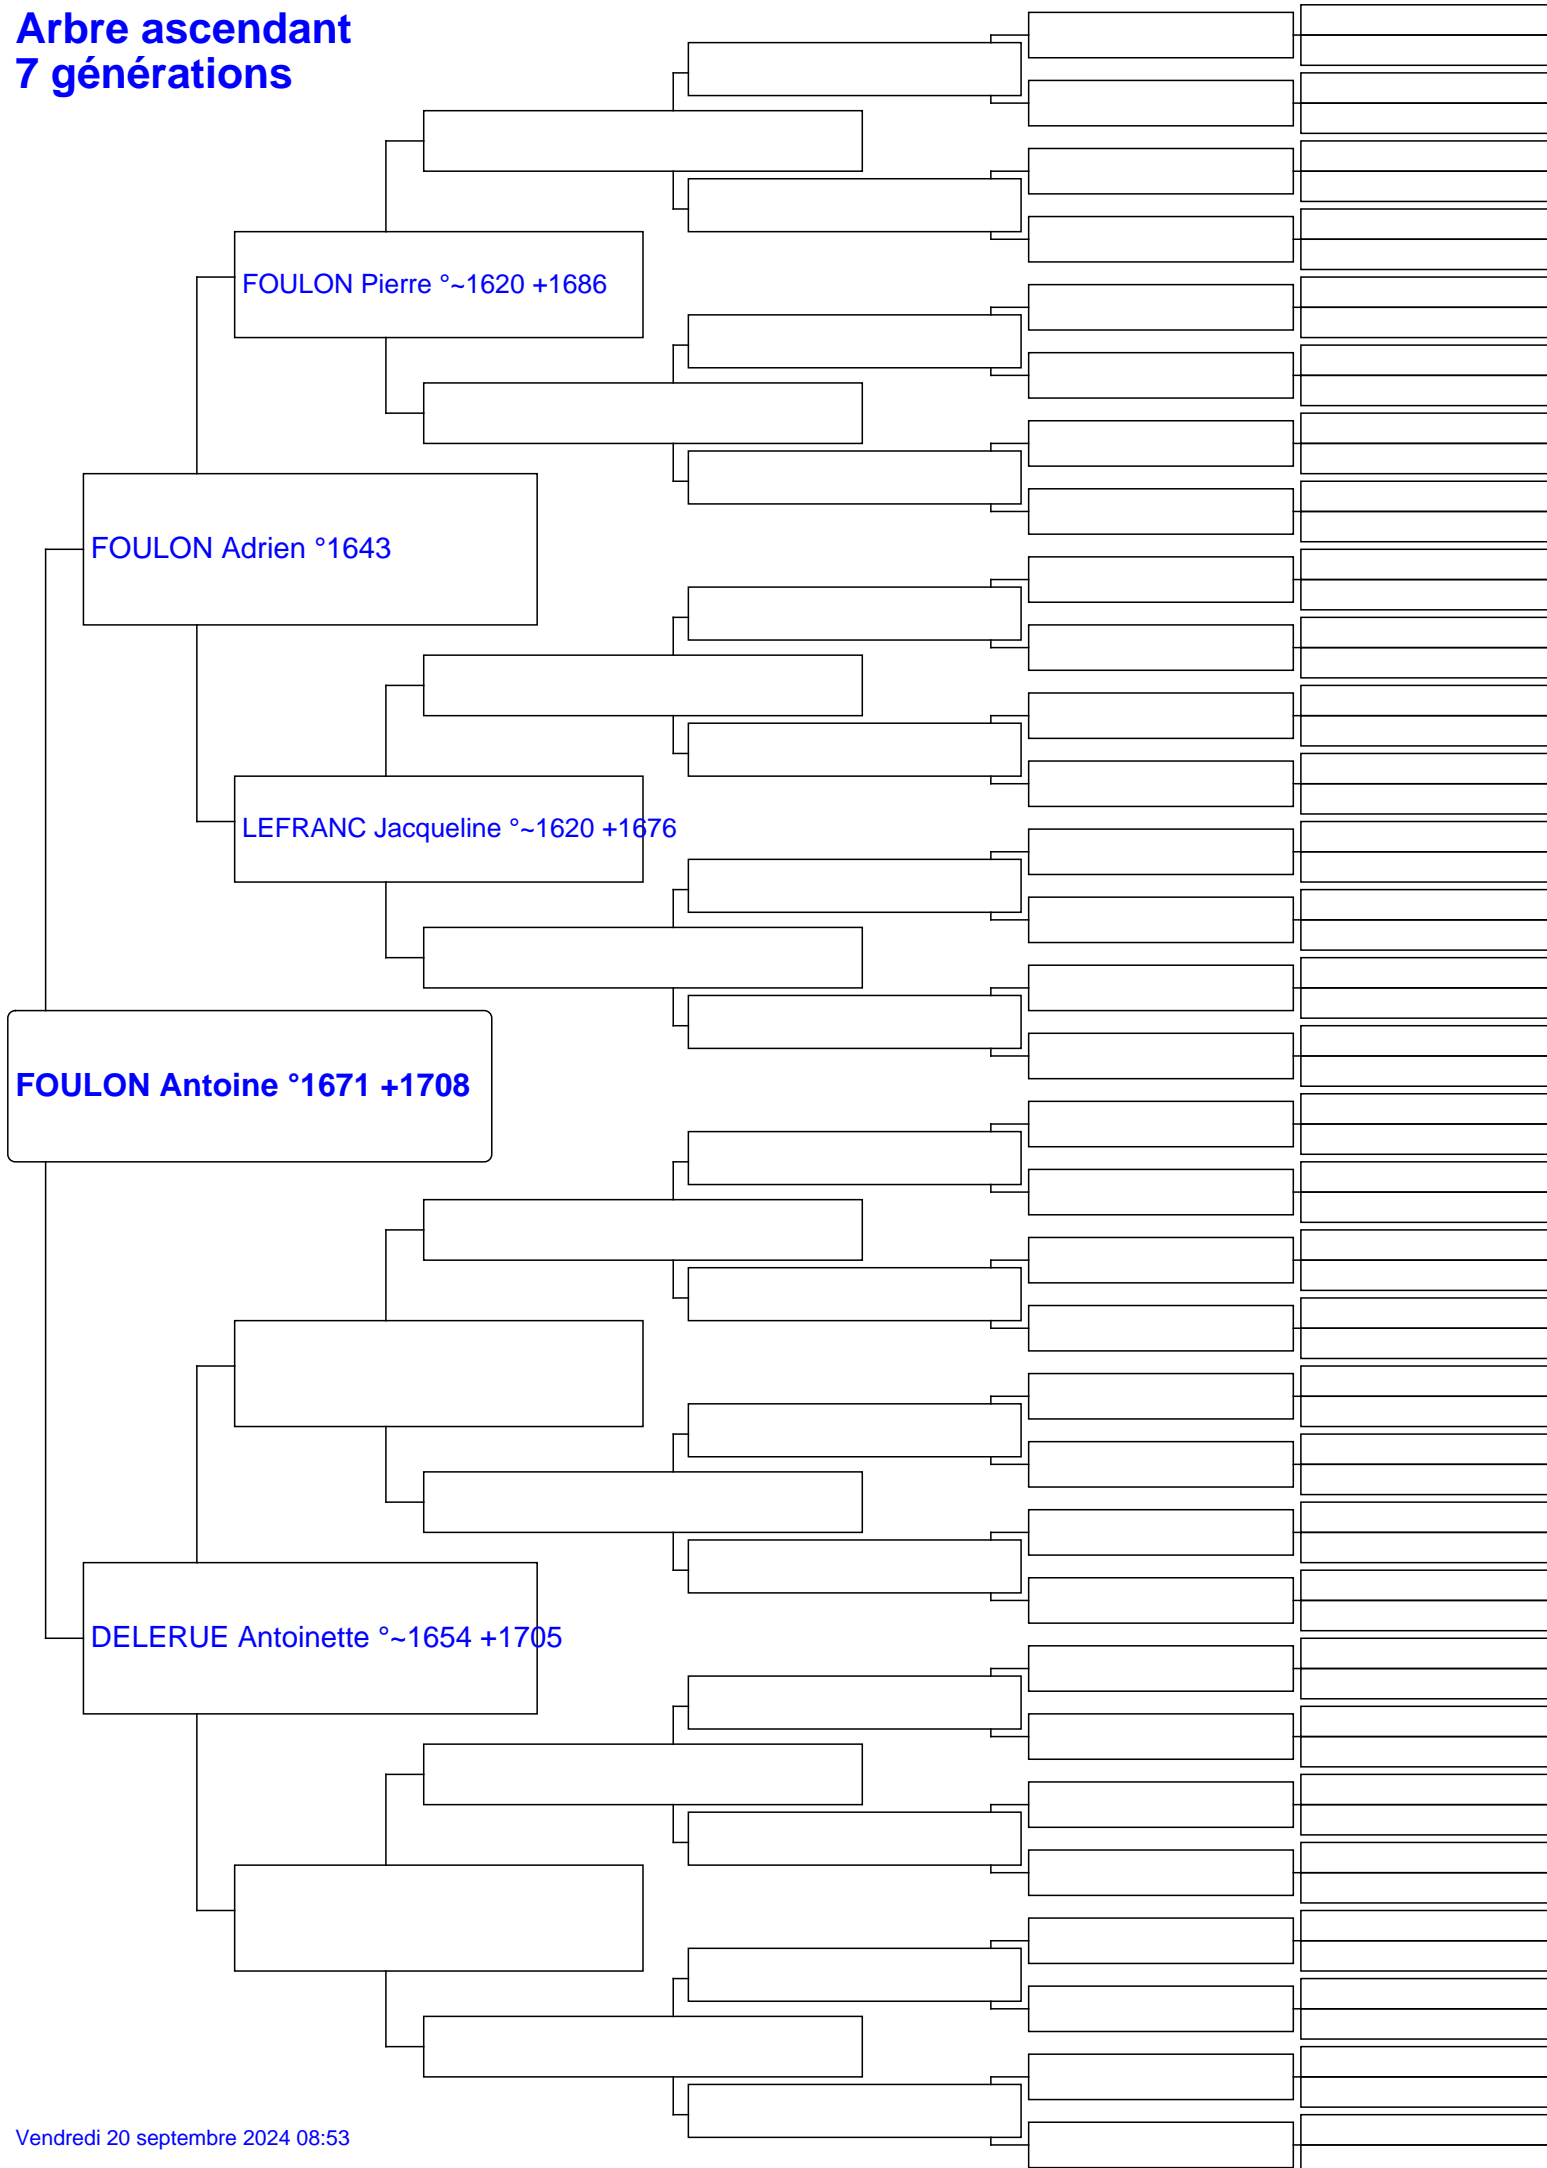 Arbre ascendant
7 générations
FOULON Pierre °~1620 +1686
FOULON Adrien °1643
LEFRANC Jacqueline °~1620 +1676
FOULON Antoine °1671 +1708
DELERUE Antoinette °~1654 +1705
Vendredi 20 septembre 2024 08:53